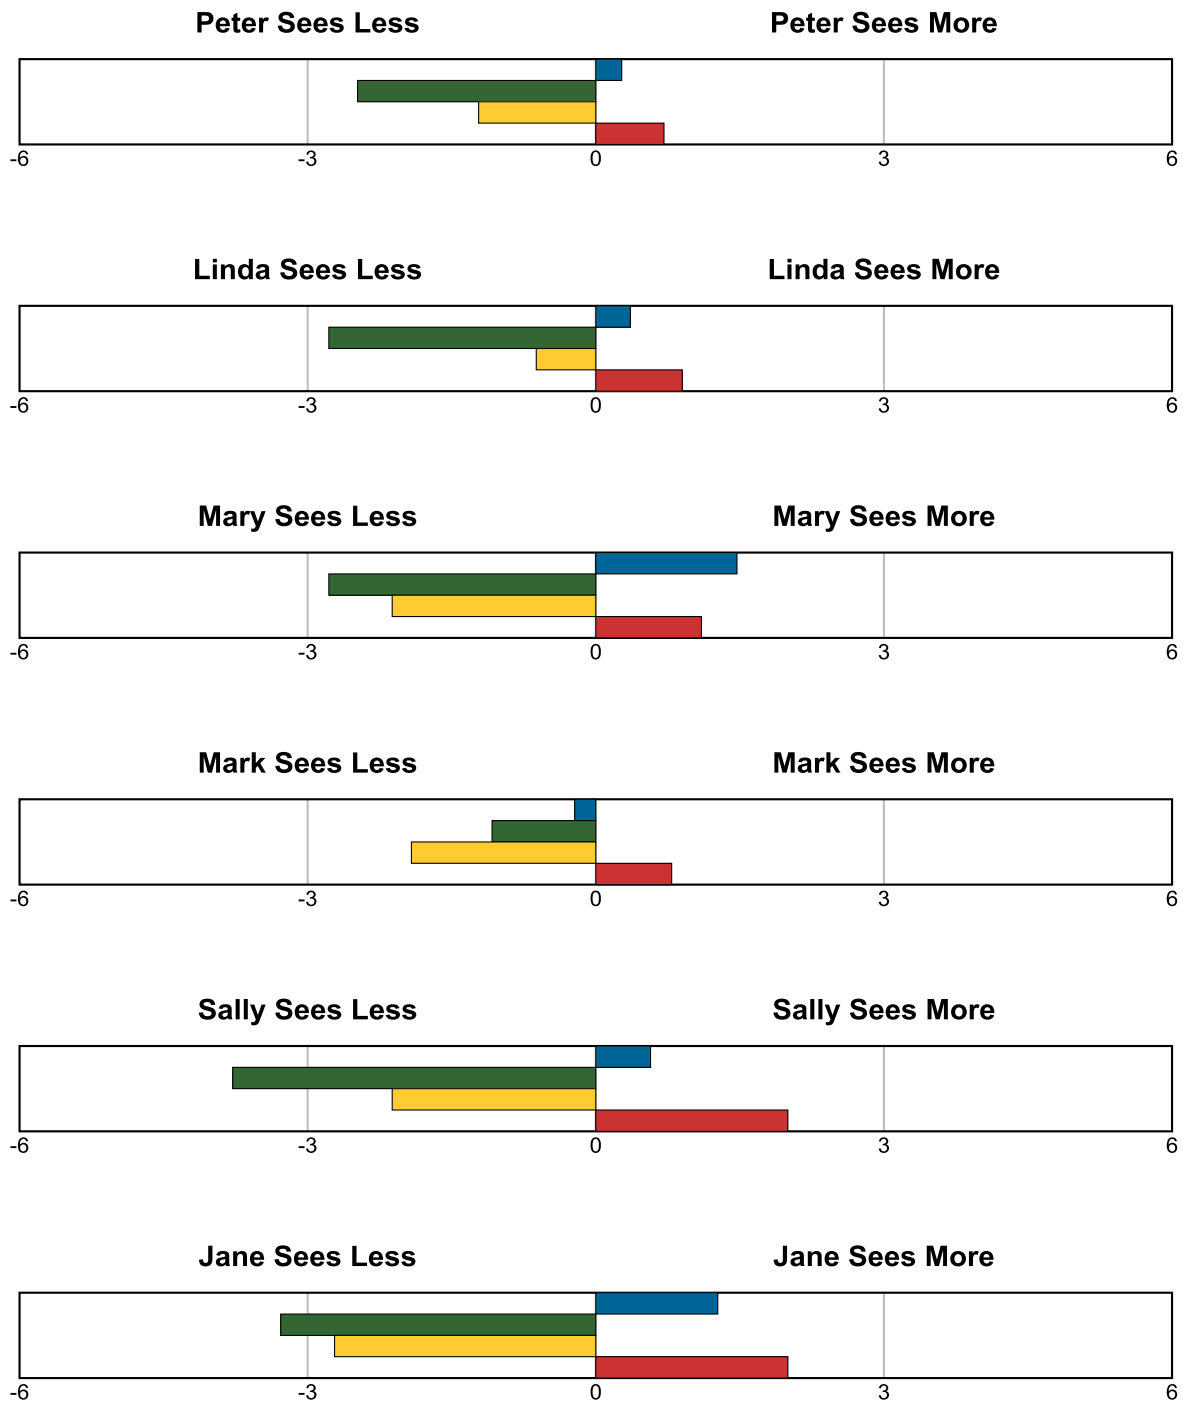 Peter Sees Less Peter Sees More
-6 -3 0 3 6
Linda Sees Less Linda Sees More
-6 -3 0 3 6
Mary Sees Less Mary Sees More
-6 -3 0 3 6
Mark Sees Less Mark Sees More
-6 -3 0 3 6
Sally Sees Less Sally Sees More
-6 -3 0 3 6
Jane Sees Less Jane Sees More
-6 -3 0 3 6